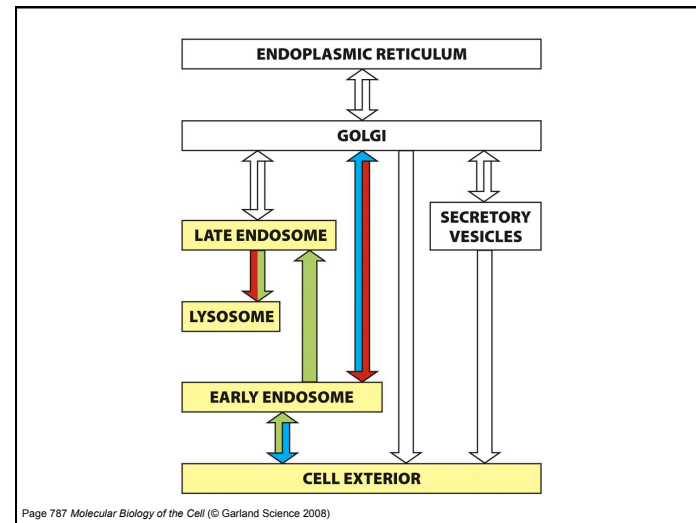 ENDOPLASMIC RETICULUM
GOLGI
SECRETORY
VESICLES
LATE ENDOSOME
LYSOSOME
EARLY ENDOSOME
CELL EXTERIOR
Page 787 Molecular Biology of the Cell (© Garland Science 2008)